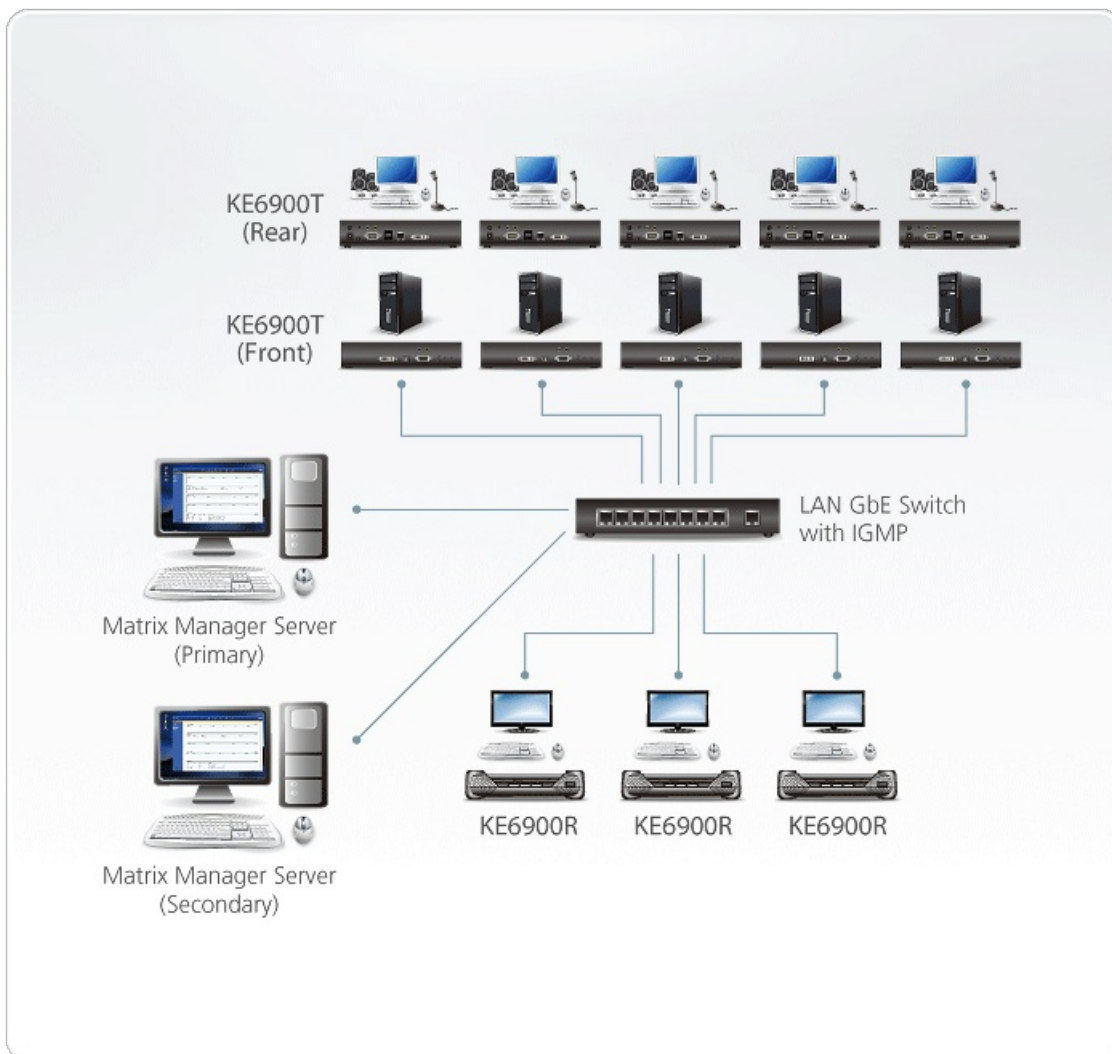 KE6900T
(Rear)
KE6900T
(Front)
LAN GbE Switch
with IGMP
Matrix Manager Server
(Primary)
KE6900R
KE6900R
KE6900R
Matrix Manager Server
(Secondary)